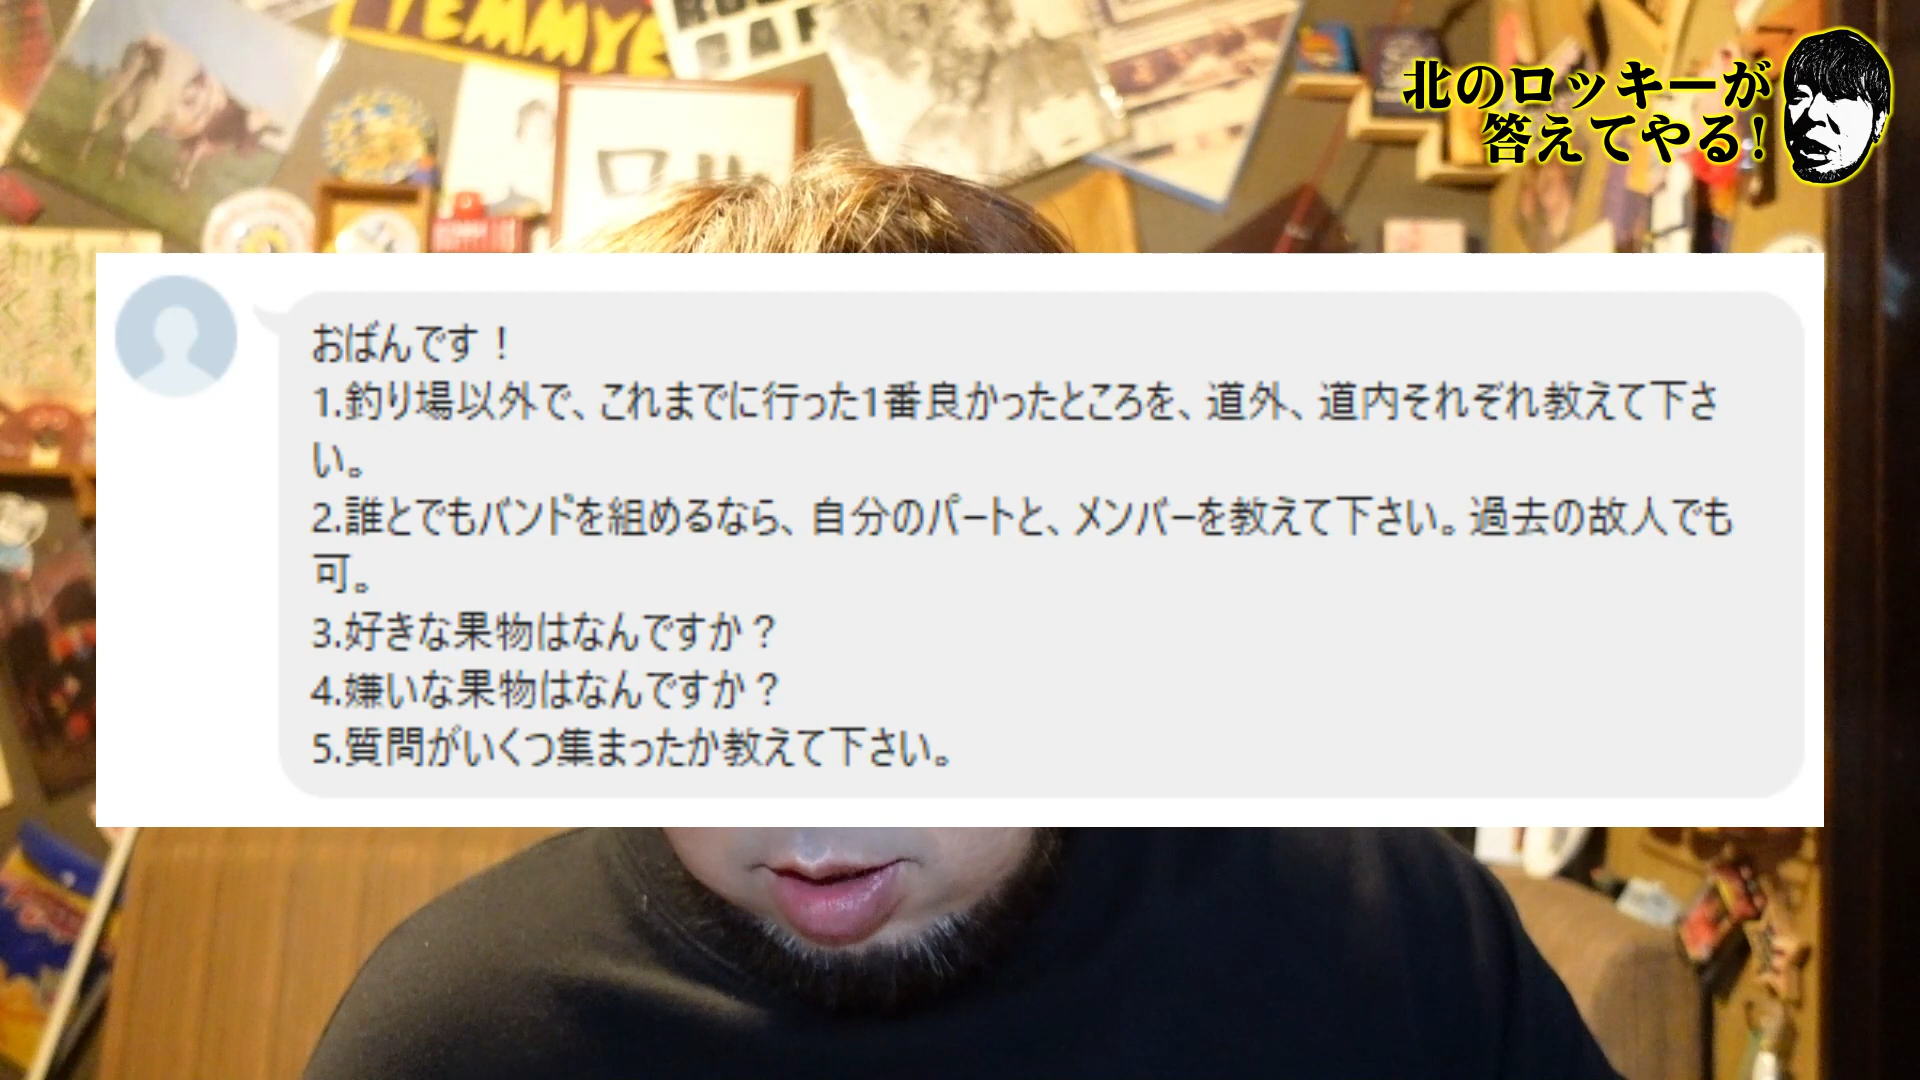 北のロッキーが
答えてやる!
おばんです！
1.釣り場以外で、これまでに行った1番良かったところを、道外、道内それぞれ教えて下さ
い。
2.誰とでもバンドを組めるなら、自分のパートと、メンバーを教えて下さい。過去の故人でも
可。
3.好きな果物はなんですか？
4.嫌いな果物はなんですか？
5.質問がいくつ集まったか教えて下さい。